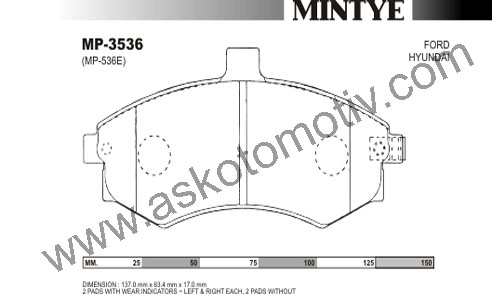 MINTYE
MP-3536
(MP-536E)
FORD
HYUNDAI
www.askotomotiv.com
MM. 25 50 75 100 125 150
DIMENSION : 137.0 mm x 63.4 mm x 17.0 mm
2 PADS WITH WEAR INDICATORS - LEFT & RIGHT EACH, 2 PADS WITHOUT